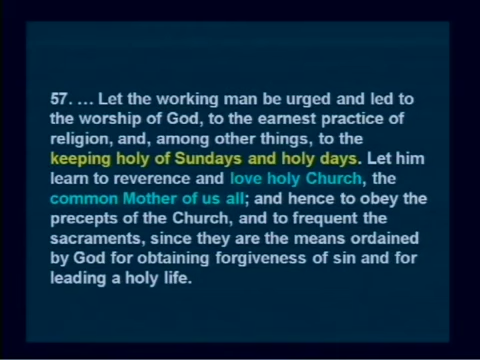 57. ... Let the working man be urged and led to
the worship of God, to the earnest practice of
religion, and, among other things, to the
keeping holy of Sundays and holy days. Let him
learn to reverence and love holy Church, the
common Mother of us all; and hence to obey the
precepts of the Church, and to frequent the
sacraments, since they are the means ordained
by God for obtaining forgiveness of sin and for
leading a holy life.